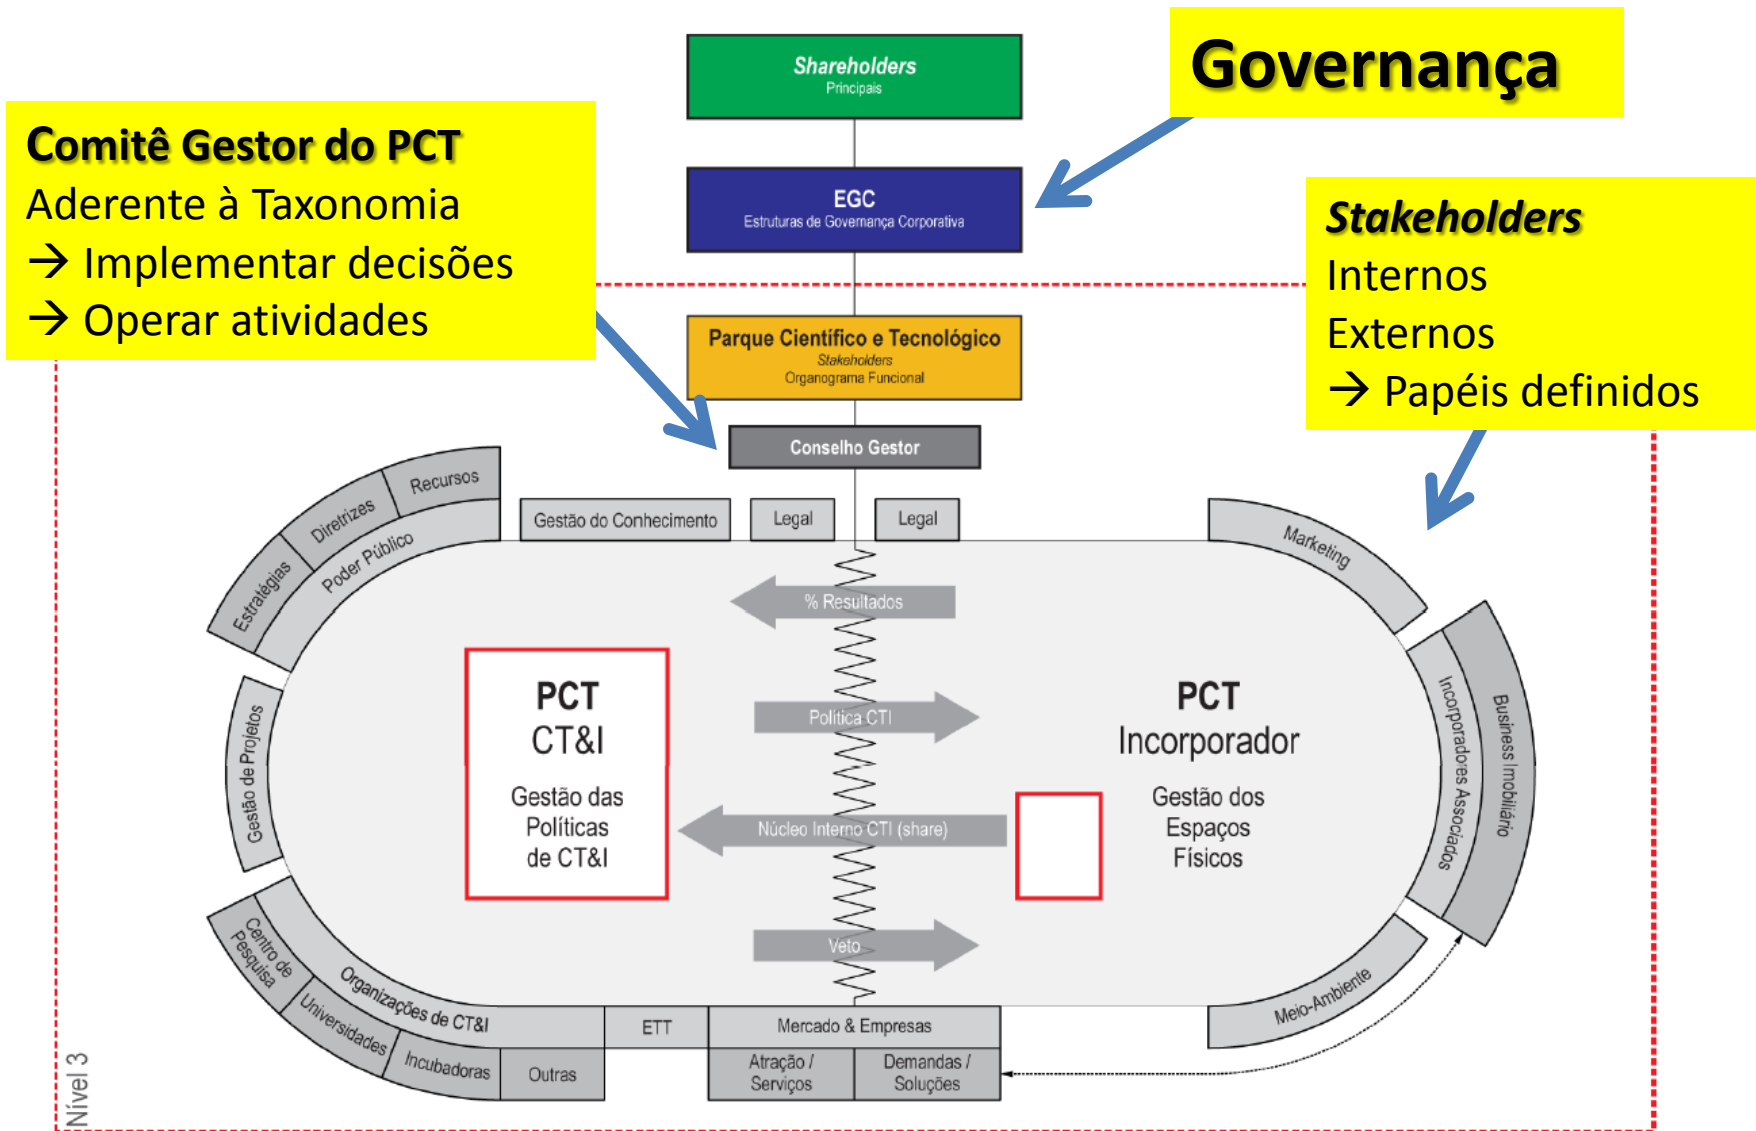 Shareholders
Principais
Governança
EGC
Estruturas de Governança Corporativa
Comitê Gestor do PCT
Aderente à Taxonomia
→ Implementar decisões
→ Operar atividades
Stakeholders
Internos
Externos
→ Papéis definidos
Parque Científico e Tecnológico
Stakeholders
Organograma Funcional
Conselho Gestor
Recursos
Diretrizes
Estratégias
Poder Público
Gestão do Conhecimento
Legal
Legal
Marketing
% Resultados
PCT
CT&I
Gestão das
Políticas
de CT&I
Política CTI
Núcleo Interno CTI (share)
Veto
PCT
Incorporador
Gestão dos
Espaços
Físicos
Incorporadores Associados
Business Imobiliário
Gestão de Projetos
Centro de
Pesquisa
Organizações de CT&I
Universidades
Incubadoras
Outras
ETT
Mercado & Empresas
Atração /
Serviços
Demandas /
Soluções
Meio-Ambiente
Nível 3